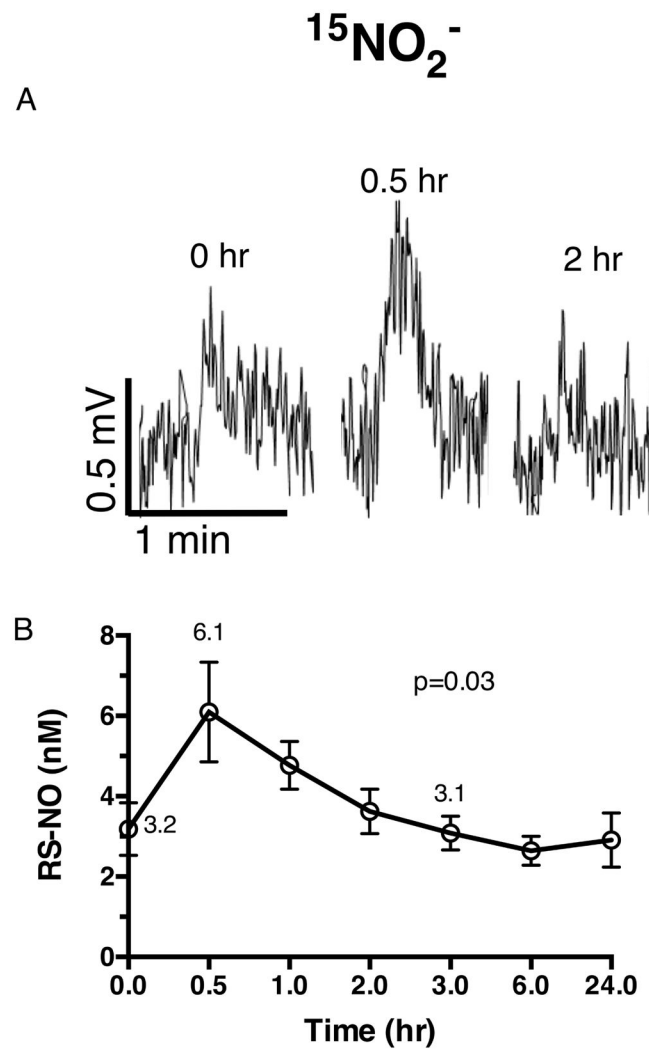 ¹⁵NO₂⁻
A
0.5 hr
0 hr
2 hr
0.5 mV
1 min
B
8
6.1
p=0.03
6
4
3.2
3.1
2
0
RS-NO (nM)
0.0 0.5 1.0 2.0 3.0 6.0 24.0
Time (hr)